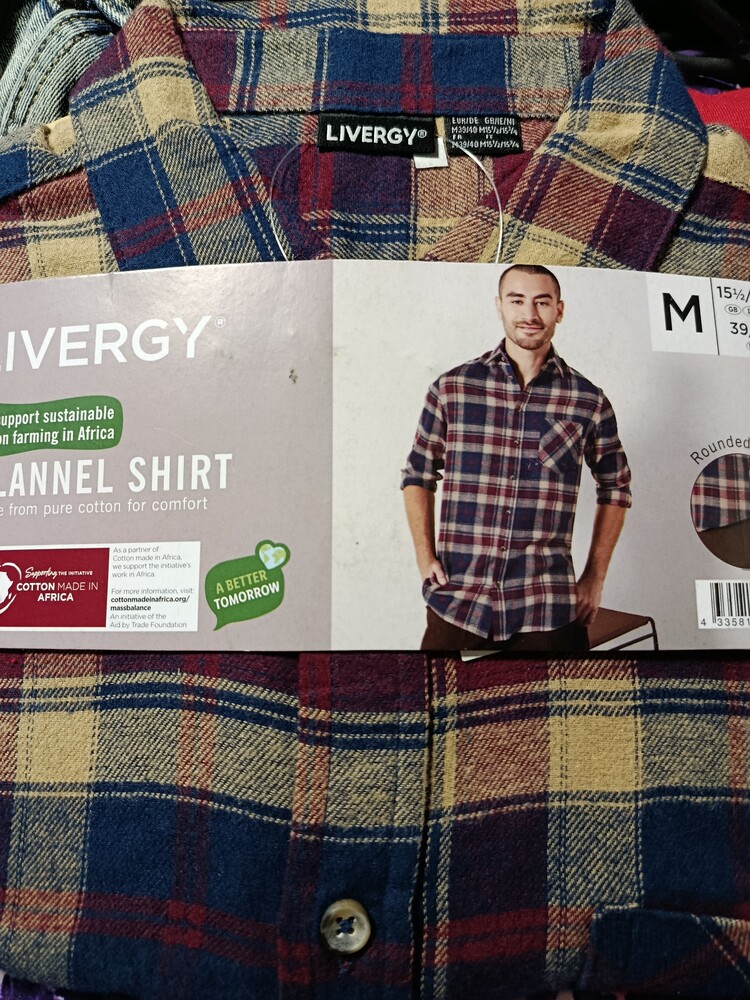 LIVERGY®
EUR/DE GB/IE/NI
M39/40 M15½/15¾
FR IT
M39/40 M15½/15¾
LIVERGY®
upport sustainable
on farming in Africa
LANNEL SHIRT
e from pure cotton for comfort
Supporting THE INITIATIVE
COTTON MADE IN
AFRICA
As a partner of
Cotton made in Africa,
we support the initiative's
work in Africa.
For more information, visit:
cottonmadeinafrica.org/
massbalance
An initiative of the
Aid by Trade Foundation
A BETTER
TOMORROW
M
15½/
GB
39
Rounded
4 33581